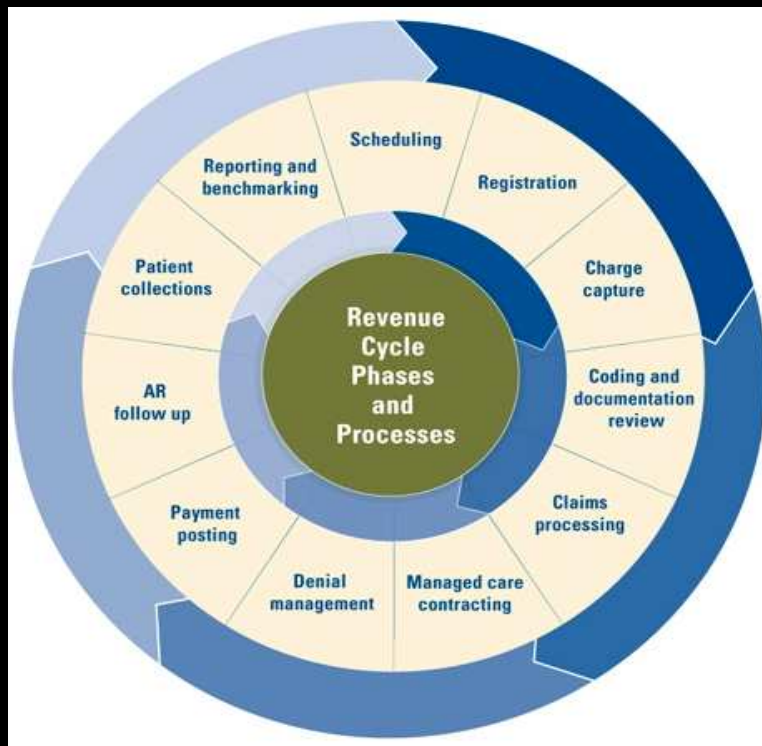 Revenue
Cycle
Phases
and
Processes
Scheduling
Registration
Charge
capture
Coding and
documentation
review
Claims
processing
Managed care
contracting
Denial
management
Payment
posting
AR
follow up
Patient
collections
Reporting and
benchmarking